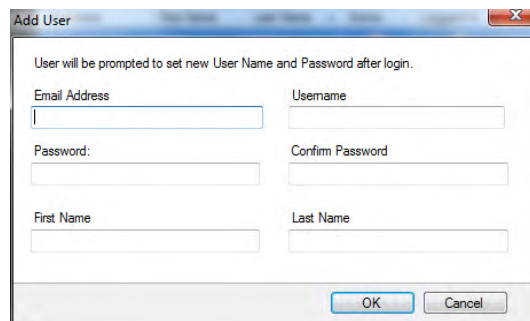 Add User
User will be prompted to set new User Name and Password after login.
Email Address Username
Password: Confirm Password
First Name Last Name
OK Cancel